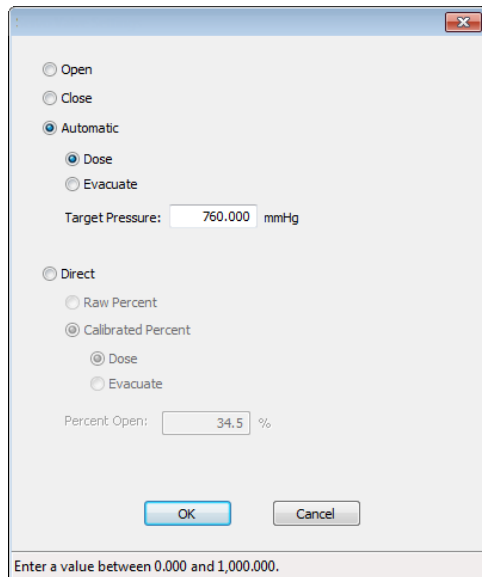 Open
Close
Automatic
Dose
Evacuate
Target Pressure: 760.000 mmHg
Direct
Raw Percent
Calibrated Percent
Dose
Evacuate
Percent Open: 34.5 %
OK Cancel
Enter a value between 0.000 and 1,000.000.